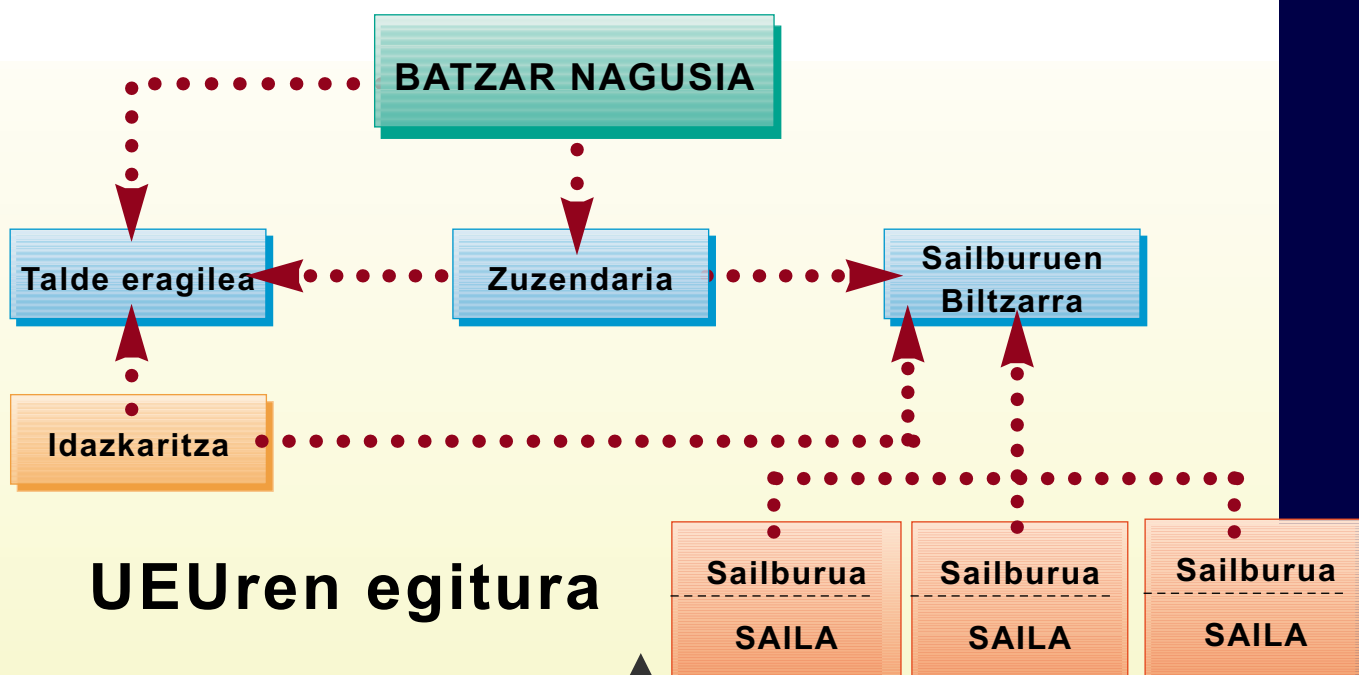 BATZAR NAGUSIA
Talde eragilea
Zuzendaria
Sailburuen
Biltzarra
Idazkaritza
UEUren egitura
Sailburua
SAILA
Sailburua
SAILA
Sailburua
SAILA